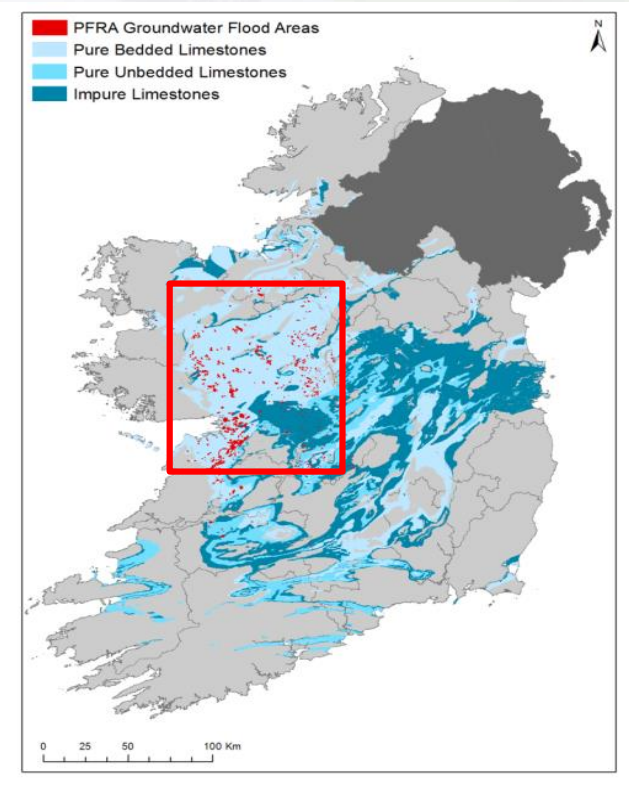 PFRA Groundwater Flood Areas
Pure Bedded Limestones
Pure Unbedded Limestones
Impure Limestones
N
0 25 50 100 Km